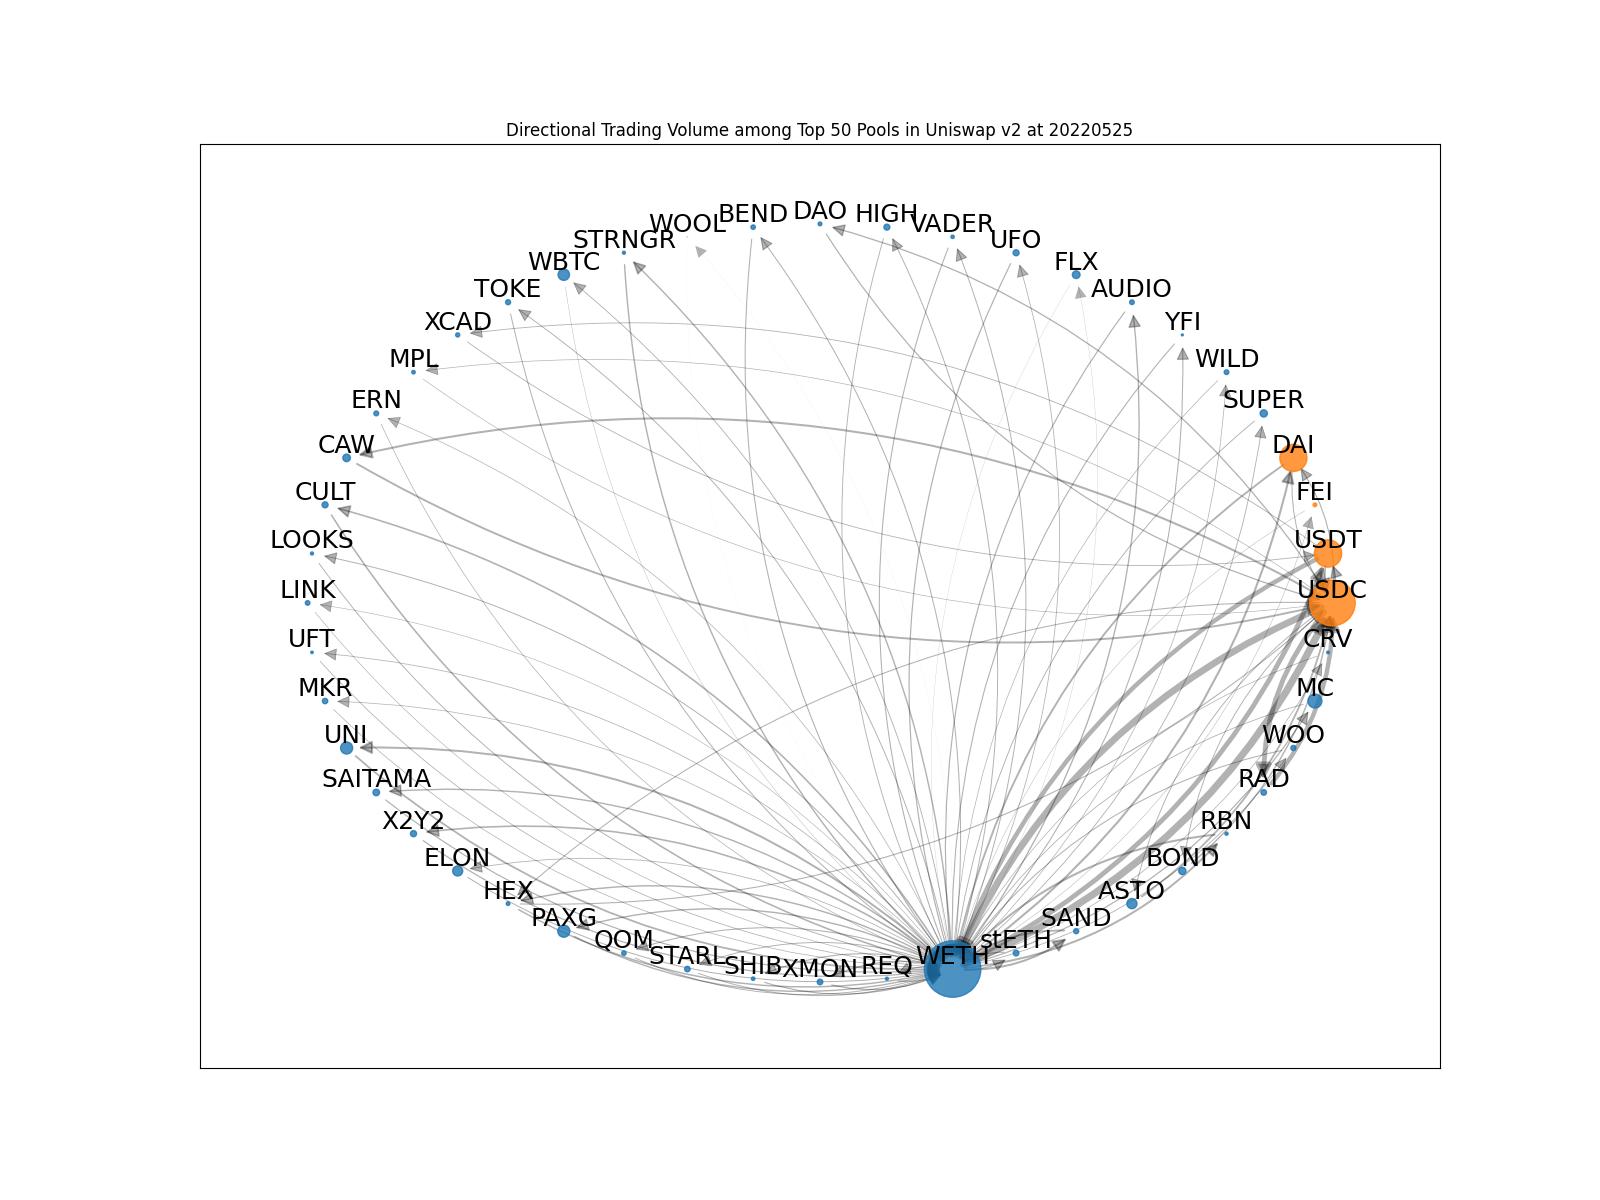 Directional Trading Volume among Top 50 Pools in Uniswap v2 at 20220525
WOOL
BEND
DAO
HIGH
VADER
STRNGR
UFO
WBTC
FLX
TOKE
AUDIO
XCAD
YFI
MPL
WILD
ERN
SUPER
CAW
DAI
CULT
FEI
LOOKS
USDT
LINK
USDC
UFT
CRV
MKR
MC
UNI
WOO
SAITAMA
RAD
X2Y2
RBN
ELON
BOND
HEX
ASTO
PAXG
SAND
QOM
stETH
STARL
WETH
SHIB
XMON
REQ